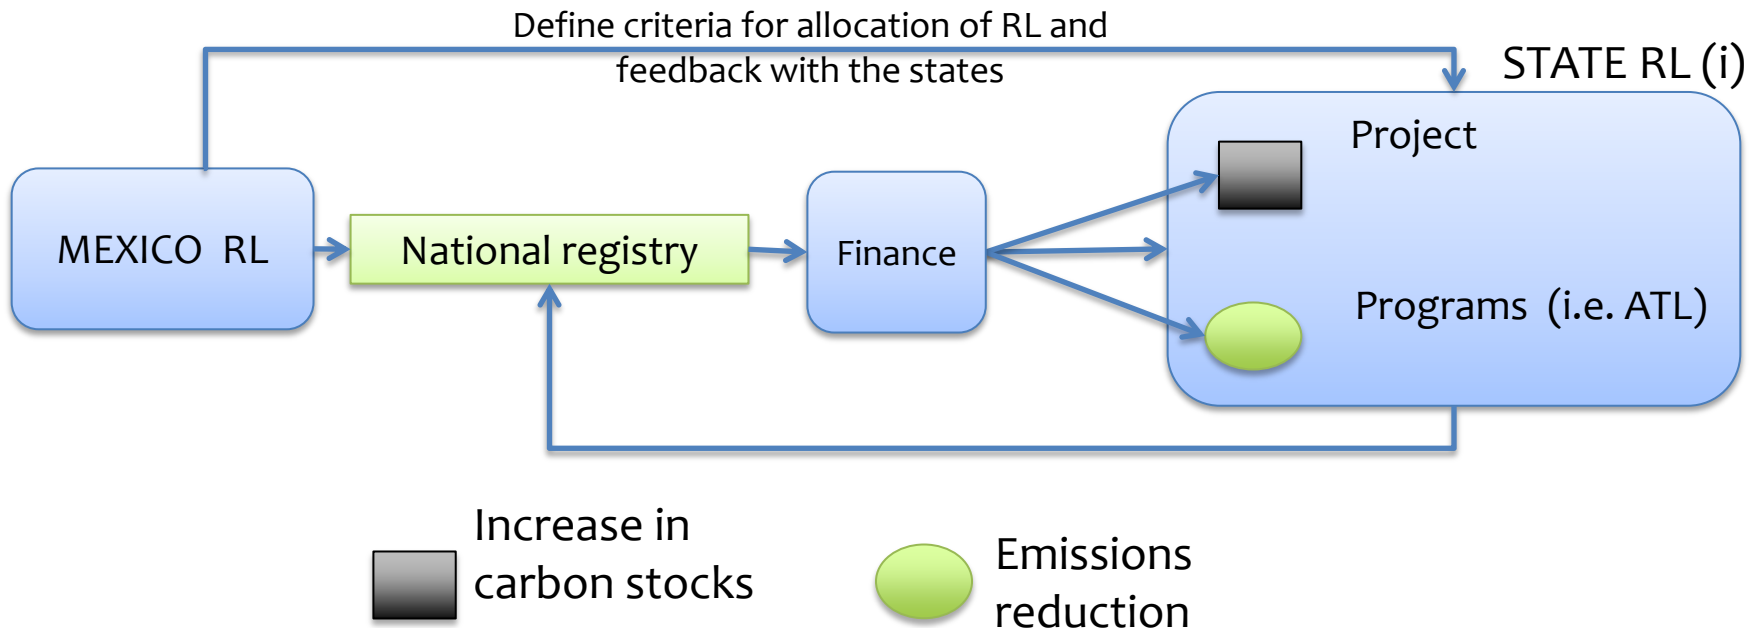 Define criteria for allocation of RL and
feedback with the states
STATE RL (i)
Project
MEXICO RL
National registry
Finance
Programs (i.e. ATL)
Increase in
carbon stocks
Emissions
reduction